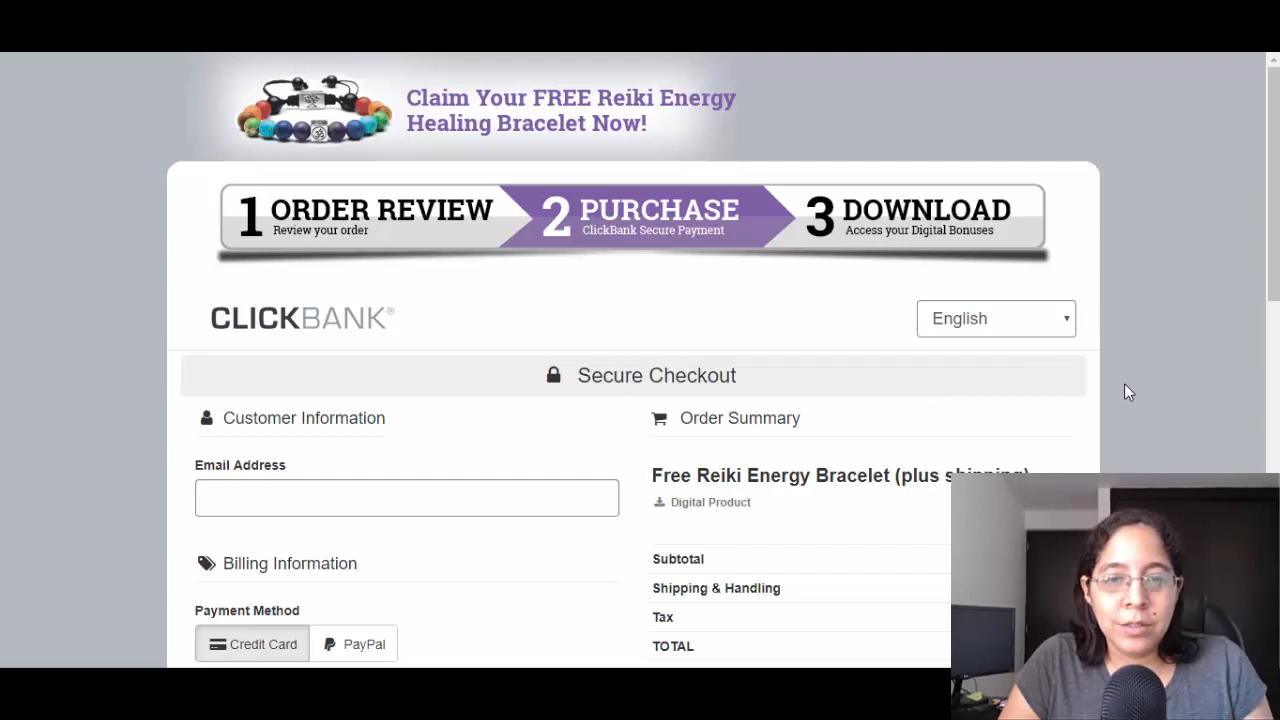 Claim Your FREE Reiki Energy
Healing Bracelet Now!
1 ORDER REVIEW
Review your order
2 PURCHASE
ClickBank Secure Payment
3 DOWNLOAD
Access your Digital Bonuses
CLICKBANK®
English
Secure Checkout
Customer Information
Order Summary
Email Address
Free Reiki Energy Bracelet (plus shipping)
Digital Product
Billing Information
Subtotal
Shipping & Handling
Payment Method
Tax
Credit Card
PayPal
TOTAL